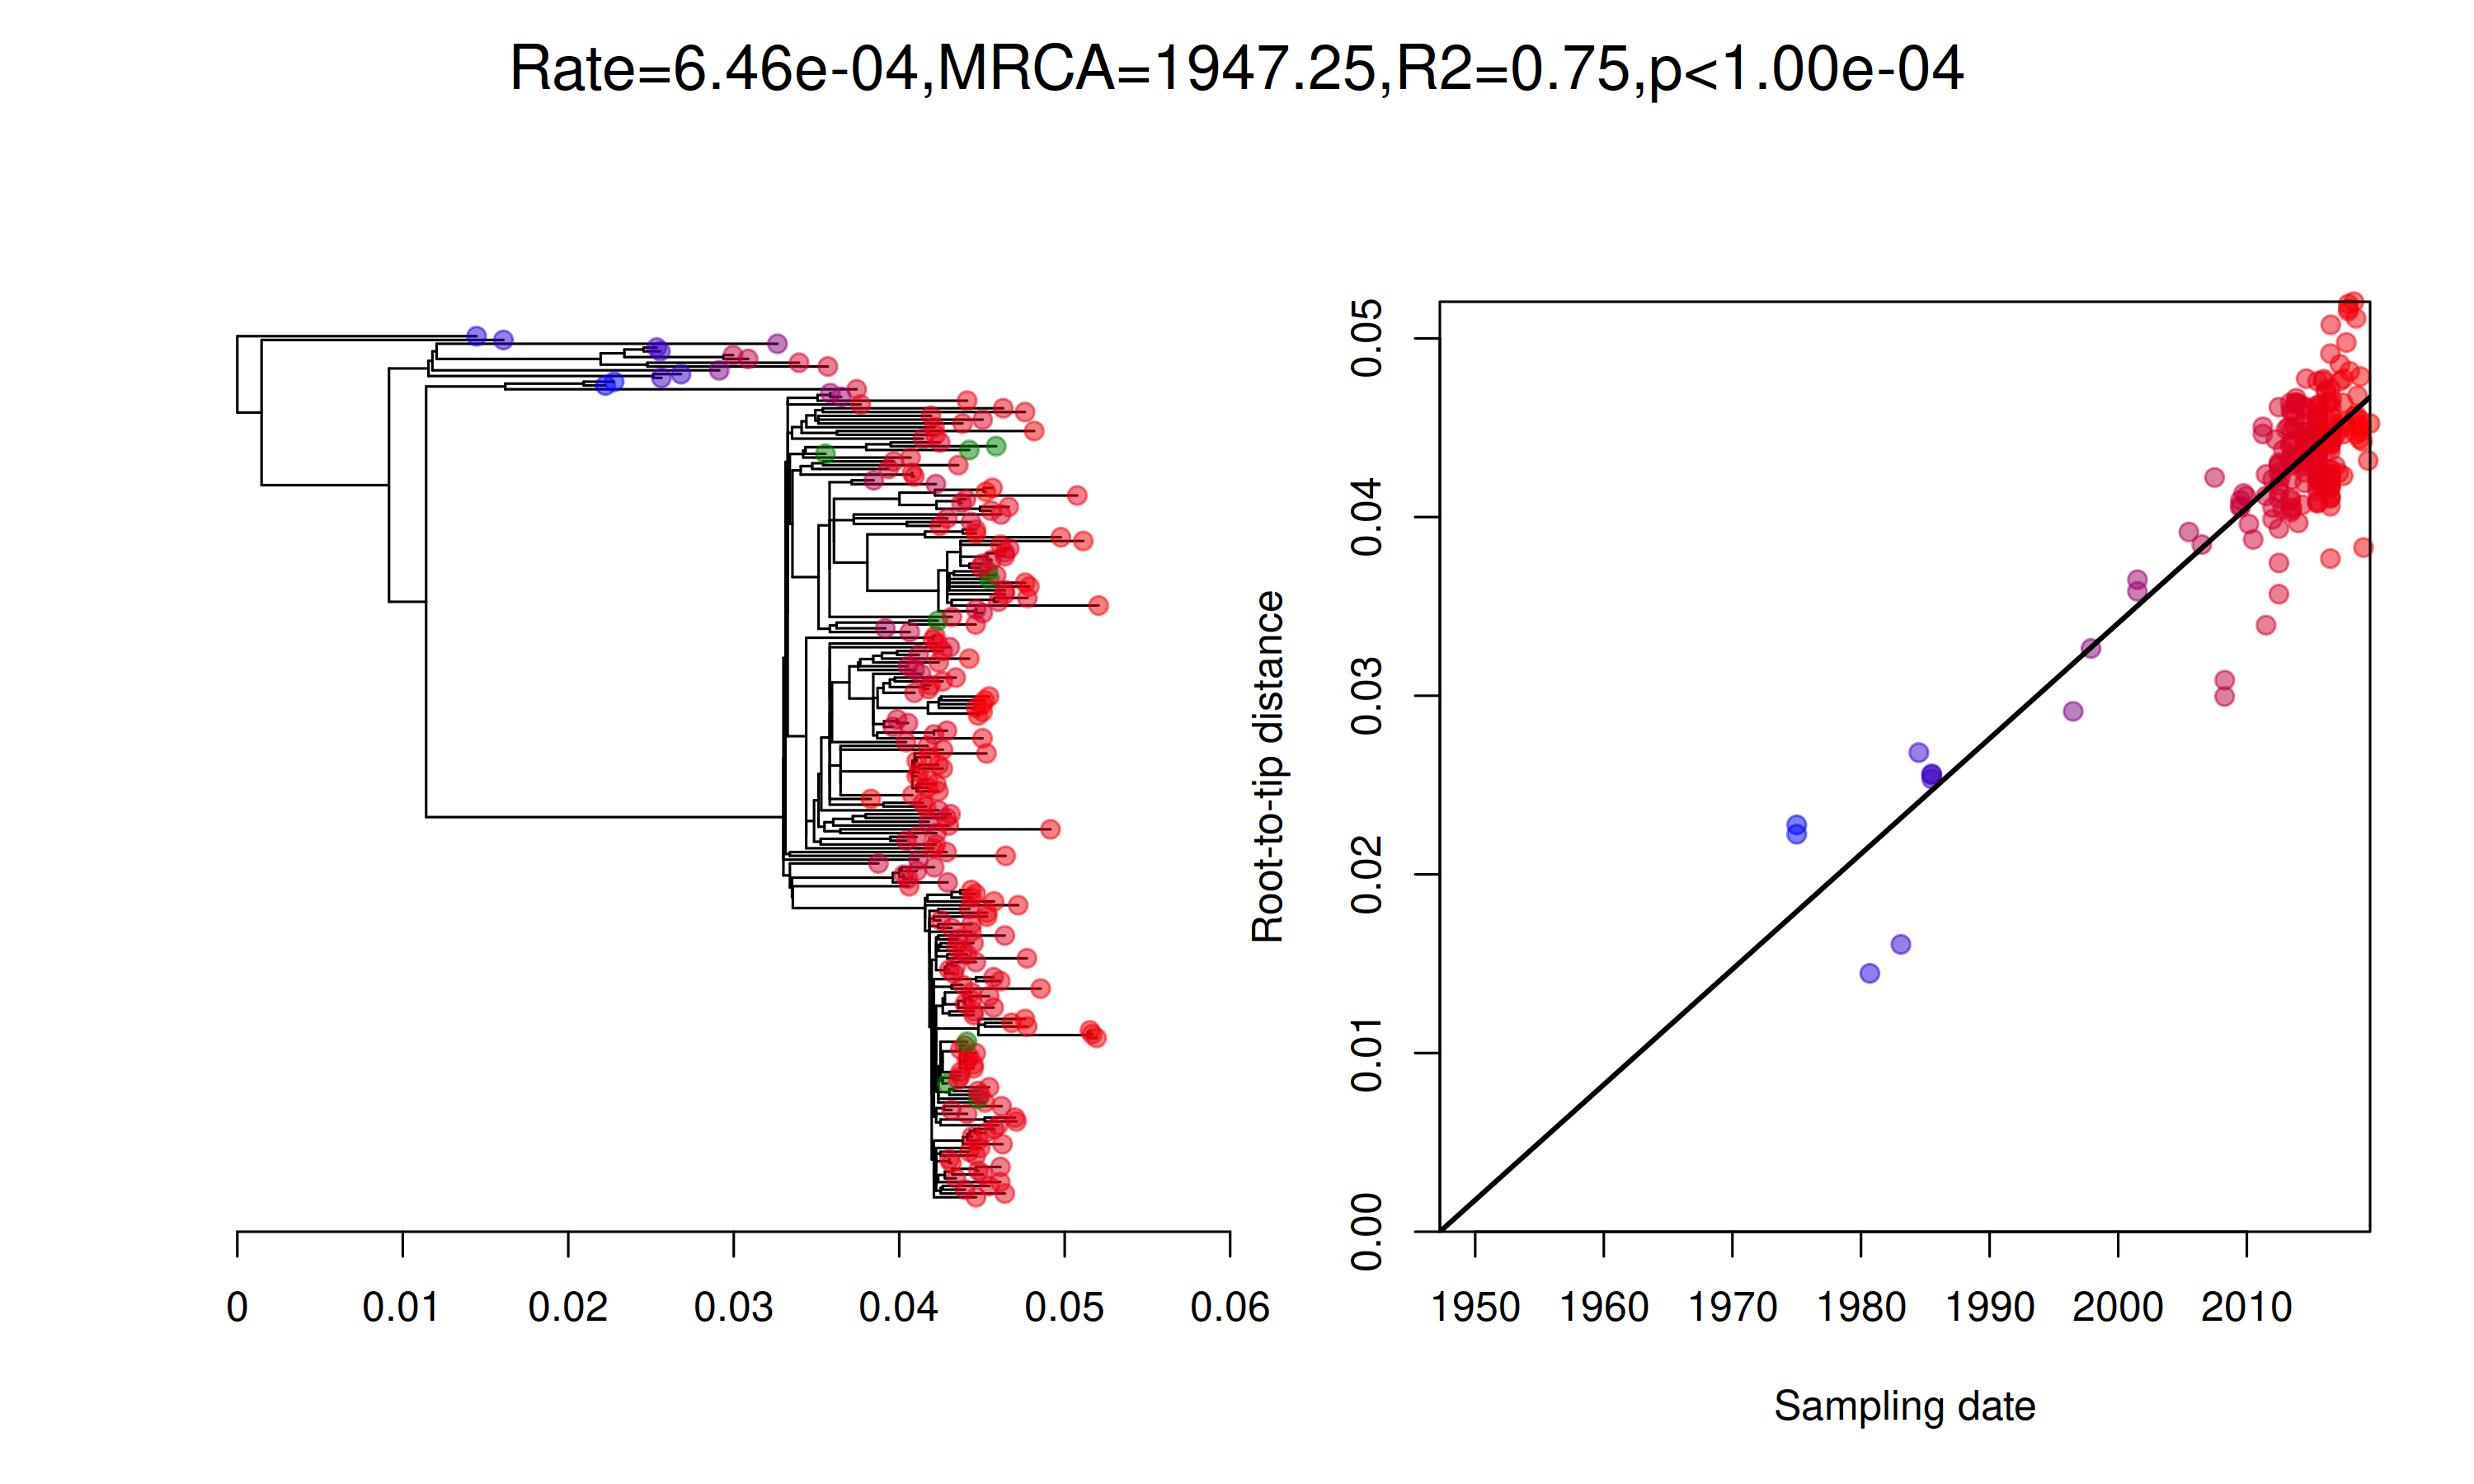 Rate=6.46e-04,MRCA=1947.25,R2=0.75,p<1.00e-04
0 0.01 0.02 0.03 0.04 0.05 0.06
Root-to-tip distance
0.00 0.01 0.02 0.03 0.04 0.05
1950 1960 1970 1980 1990 2000 2010
Sampling date